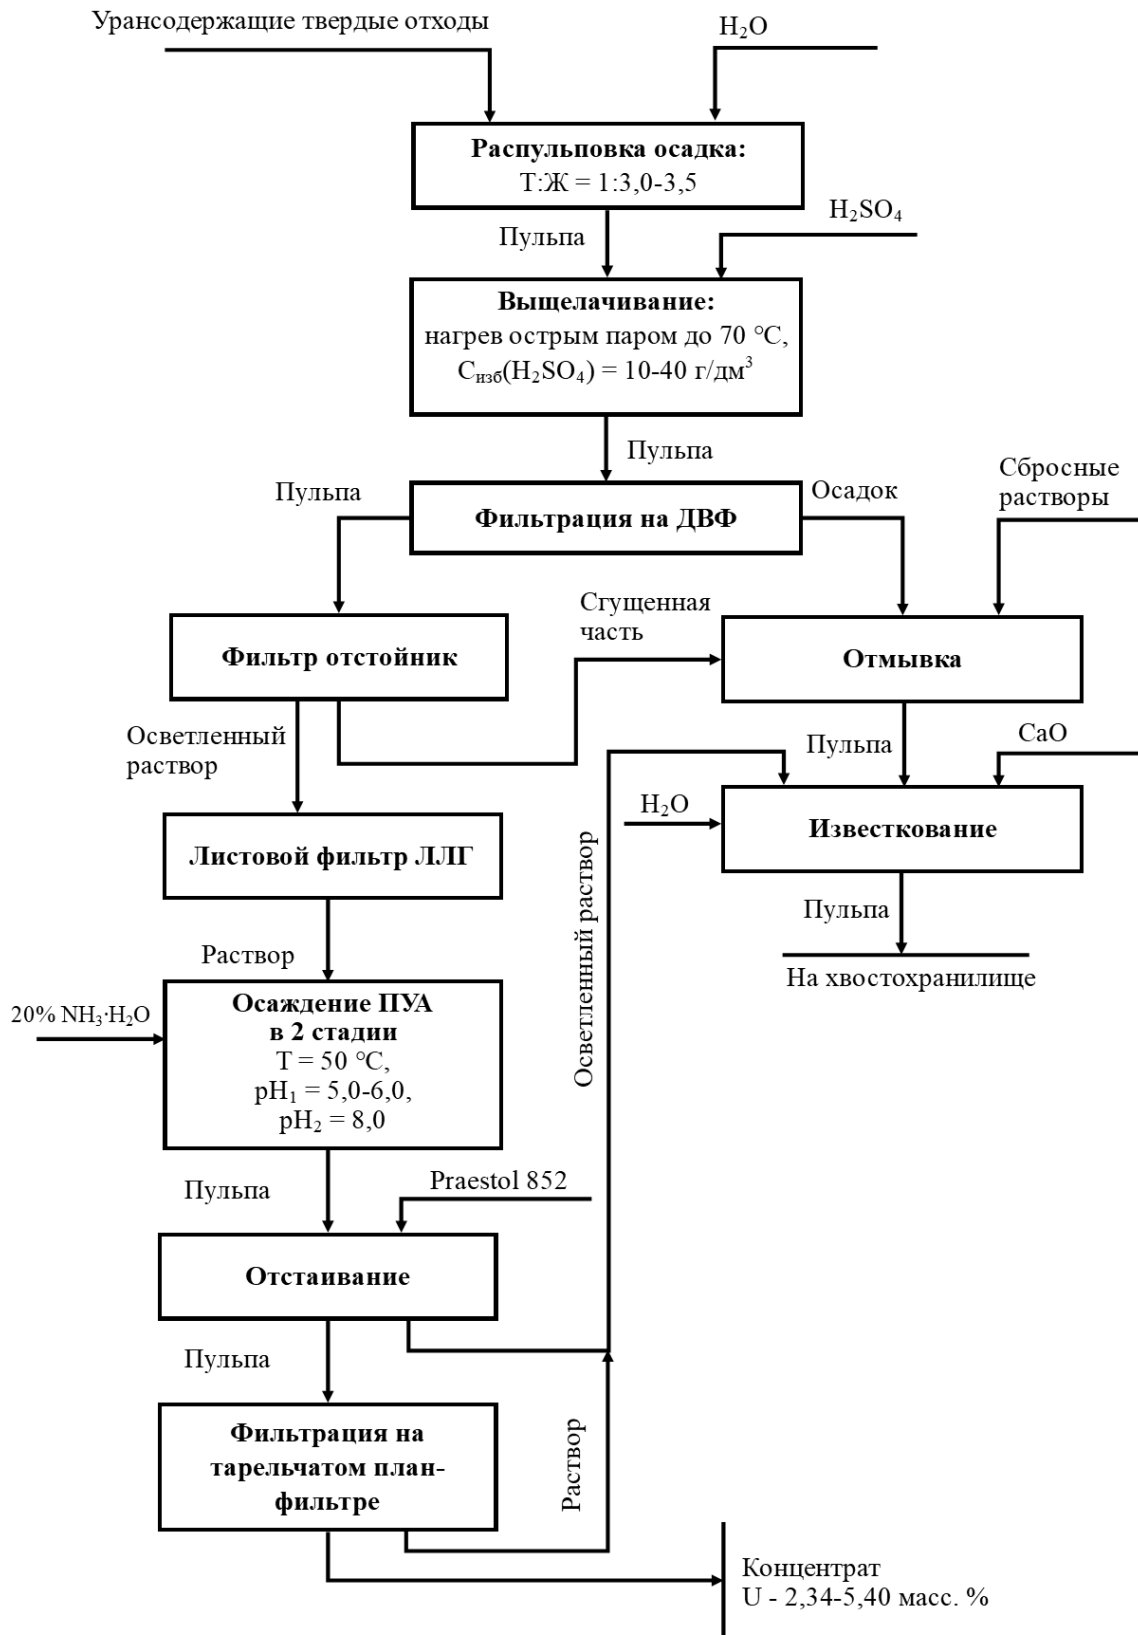 Урансодержащие твердые отходы
H₂O
Распульповка осадка:
Т:Ж = 1:3,0-3,5
Пульпа
H₂SO₄
Выщелачивание:
нагрев острым паром до 70 °С,
Cизб(H₂SO₄) = 10-40 г/дм³
Пульпа
Сбросные
растворы
Пульпа
Осадок
Фильтрация на ДВФ
Сгущенная
часть
Фильтр отстойник
Отмывка
Осветленный
раствор
Пульпа
CaO
H₂O
Известкование
Листовой фильтр ЛЛГ
Пульпа
Осветленный раствор
Раствор
На хвостохранилище
20% NH₃·H₂O
Осаждение ПУА
в 2 стадии
T = 50 °С,
pH₁ = 5,0-6,0,
pH₂ = 8,0
Пульпа
Praestol 852
Отстаивание
Пульпа
Фильтрация на
тарельчатом план-
фильтре
Раствор
Концентрат
U - 2,34-5,40 масс. %